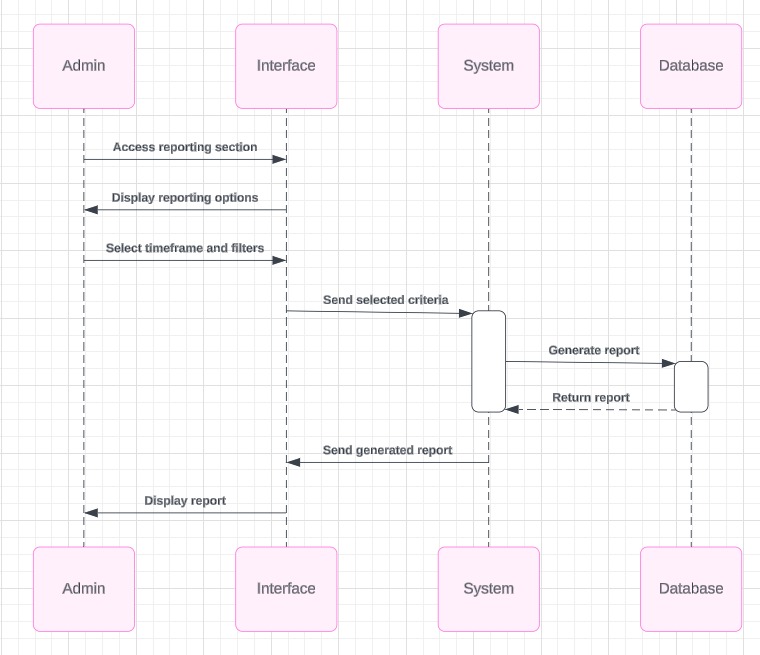 Admin
Interface
System
Database
Access reporting section
Display reporting options
Select timeframe and filters
Send selected criteria
Generate report
Return report
Send generated report
Display report
Admin
Interface
System
Database